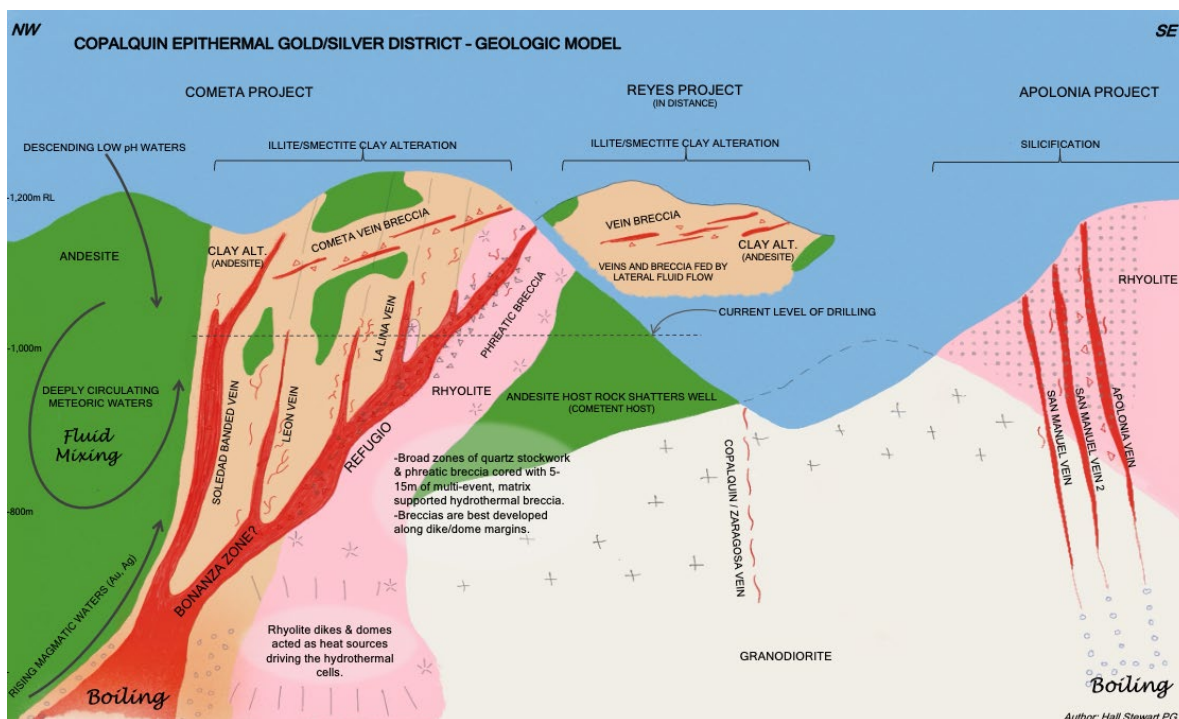 NW
SE
COPALQUIN EPITHERMAL GOLD/SILVER DISTRICT – GEOLOGIC MODEL
COMETA PROJECT
REYES PROJECT
(IN DISTANCE)
APOLONIA PROJECT
DESCENDING LOW pH WATERS
ILLITE/SMECTITE CLAY ALTERATION
ILLITE/SMECTITE CLAY ALTERATION
SILICIFICATION
-1,200m RL
ANDESITE
CLAY ALT.
(ANDESITE)
COMETA VEIN BRECCIA
VEIN BRECCIA
CLAY ALT.
(ANDESITE)
VEINS AND BRECCIA FED BY
LATERAL FLUID FLOW
RHYOLITE
CURRENT LEVEL OF DRILLING
-1,000m
LA LINA VEIN
PHREATIC BRECCIA
DEEPLY CIRCULATING
METEORIC WATERS
Fluid
Mixing
SOLEDAD BANDED VEIN
LEON VEIN
REFUGIO
RHYOLITE
ANDESITE HOST ROCK SHATTERS WELL
(COMETENT HOST)
SAN MANUEL VEIN
SAN MANUEL VEIN 2
APOLONIA VEIN
-Broad zones of quartz stockwork
& phreatic breccia cored with 5-
15m of multi-event, matrix
supported hydrothermal breccia.
-Breccias are best developed
along dike/dome margins.
COPALQUIN / ZARAGOSA VEIN
-800m
BONANZA ZONE?
RISING MAGMATIC WATERS (Au, Ag)
Rhyolite dikes & domes
acted as heat sources
driving the hydrothermal
cells.
GRANODIORITE
Boiling
Boiling
Author: Hall Stewart PG